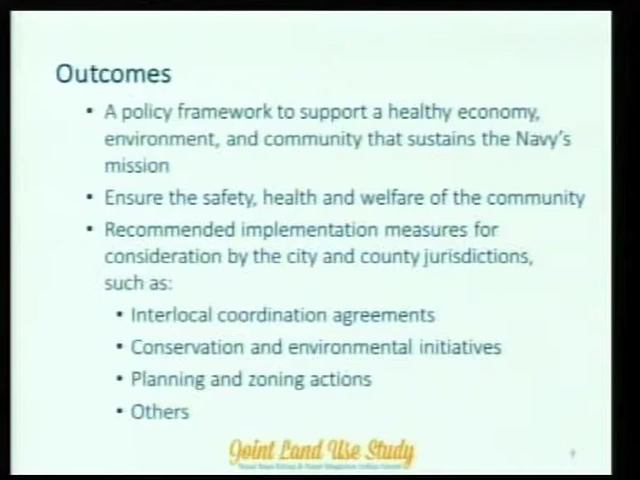 Outcomes
• A policy framework to support a healthy economy,
environment, and community that sustains the Navy's
mission
• Ensure the safety, health and welfare of the community
• Recommended implementation measures for
consideration by the city and county jurisdictions,
such as:
• Interlocal coordination agreements
• Conservation and environmental initiatives
• Planning and zoning actions
• Others
Joint Land Use Study